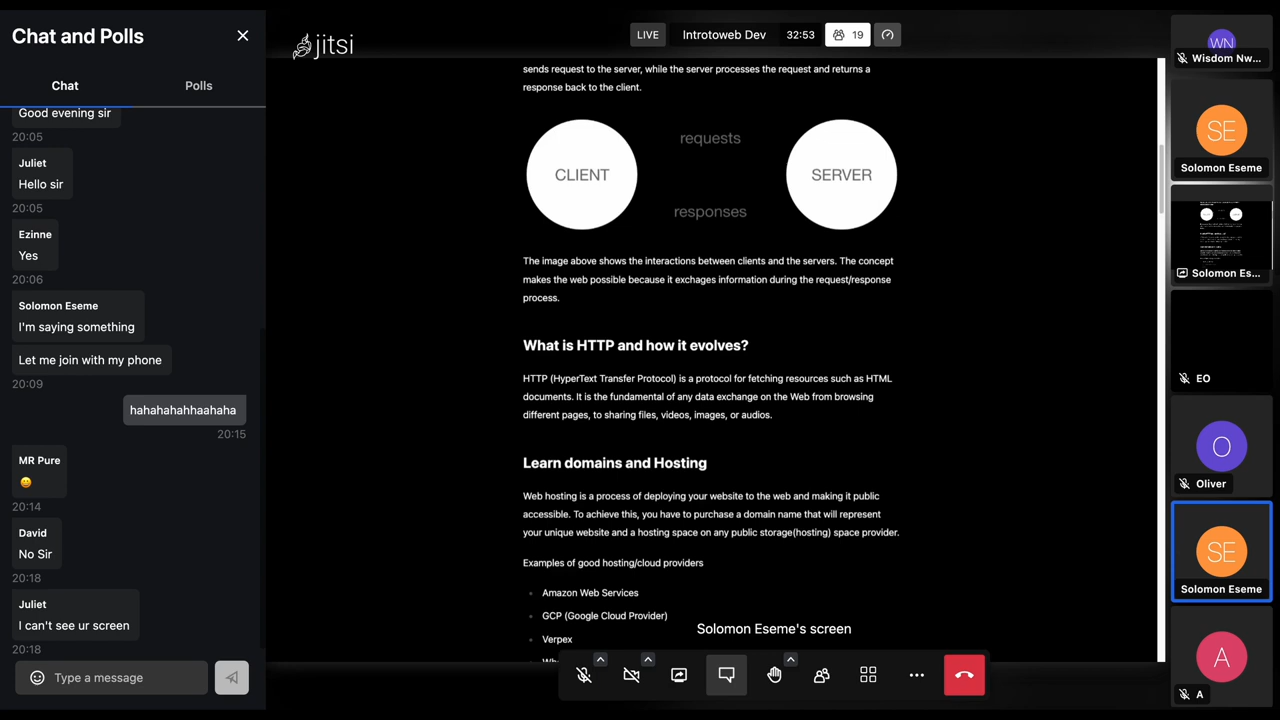 Chat and Polls
Chat
Polls
Good evening sir
20:05
Juliet
Hello sir
20:05
Ezinne
Yes
20:06
Solomon Eseme
I'm saying something
Let me join with my phone
20:09
hahahahahhaahaha
20:15
MR Pure
20:14
David
No Sir
20:18
Juliet
I can't see ur screen
20:18
Type a message
jitsi
LIVE
Introtoweb Dev
32:53
19
sends request to the server, while the server processes the request and returns a
response back to the client.
CLIENT
requests
SERVER
responses
The image above shows the interactions between clients and the servers. The concept
makes the web possible because it exchages information during the request/response
process.
What is HTTP and how it evolves?
HTTP (HyperText Transfer Protocol) is a protocol for fetching resources such as HTML
documents. It is the fundamental of any data exchange on the Web from browsing
different pages, to sharing files, videos, images, or audios.
Learn domains and Hosting
Web hosting is a process of deploying your website to the web and making it public
accessible. To achieve this, you have to purchase a domain name that will represent
your unique website and a hosting space on any public storage(hosting) space provider.
Examples of good hosting/cloud providers
Amazon Web Services
GCP (Google Cloud Provider)
Verpex
Solomon Eseme's screen
WN
Wisdom Nw...
SE
Solomon Eseme
Solomon Es...
EO
O
Oliver
SE
Solomon Eseme
A
A